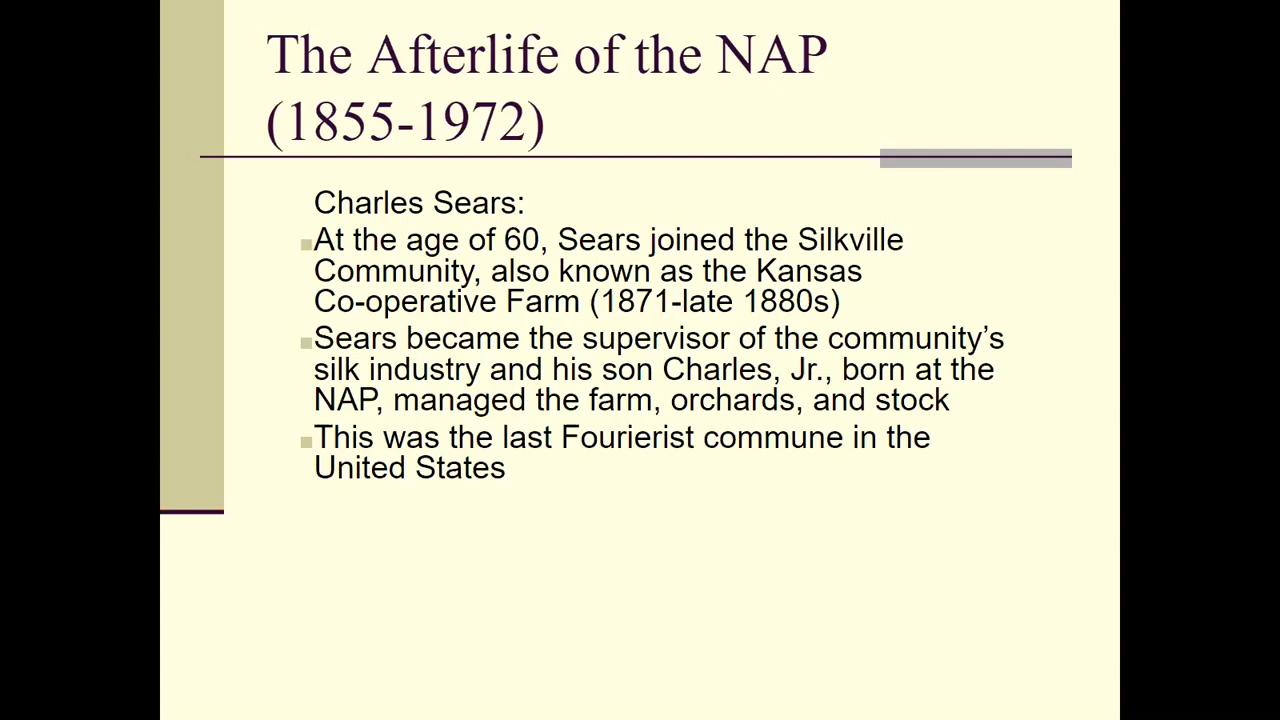 The Afterlife of the NAP
(1855-1972)
Charles Sears:
At the age of 60, Sears joined the Silkville
Community, also known as the Kansas
Co-operative Farm (1871-late 1880s)
Sears became the supervisor of the community’s
silk industry and his son Charles, Jr., born at the
NAP, managed the farm, orchards, and stock
This was the last Fourierist commune in the
United States